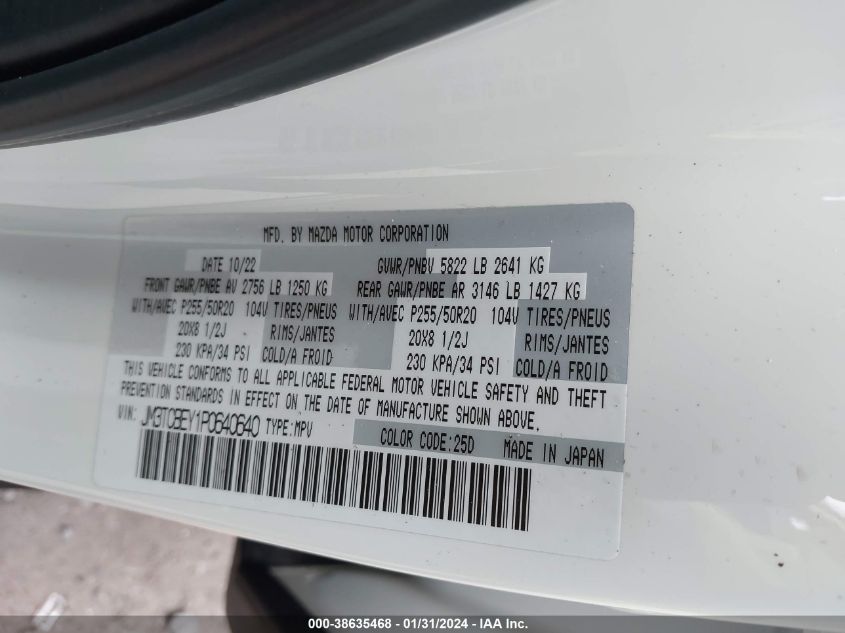 MFD. BY MAZDA MOTOR CORPORATION
DATE 10/22 GVWR/PNBV 5822 LB 2641 KG
FRONT GAWR/PNBE AV 2756 LB 1250 KG REAR GAWR/PNBE AR 3146 LB 1427 KG
WITH/AVEC P255/50R20 104V TIRES/PNEUS WITH/AVEC P255/50R20 104V TIRES/PNEUS
20X8 1/2J RIMS/JANTES 20X8 1/2J RIMS/JANTES
230 KPA/34 PSI COLD/A FROID 230 KPA/34 PSI COLD/A FROID
THIS VEHICLE CONFORMS TO ALL APPLICABLE FEDERAL MOTOR VEHICLE SAFETY AND THEFT
PREVENTION STANDARDS IN EFFECT ON THE DATE OF MANUFACTURE SHOWN ABOVE.
VIN: JM3TCBEY1P0640640 TYPE:MPV
COLOR CODE:25D MADE IN JAPAN
000-38635468 - 01/31/2024 - IAA Inc.